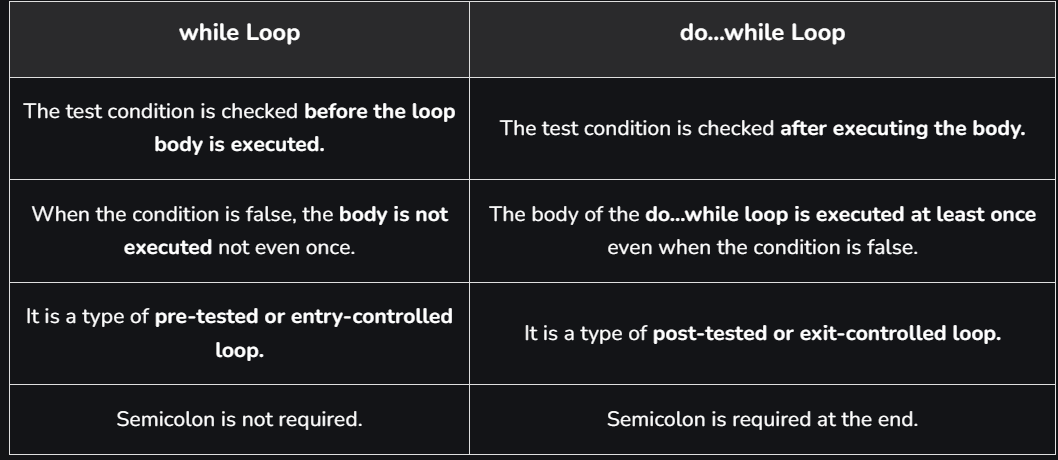 while Loop
do...while Loop
The test condition is checked before the loop
body is executed.
The test condition is checked after executing the body.
When the condition is false, the body is not
executed not even once.
The body of the do...while loop is executed at least once
even when the condition is false.
It is a type of pre-tested or entry-controlled
loop.
It is a type of post-tested or exit-controlled loop.
Semicolon is not required.
Semicolon is required at the end.